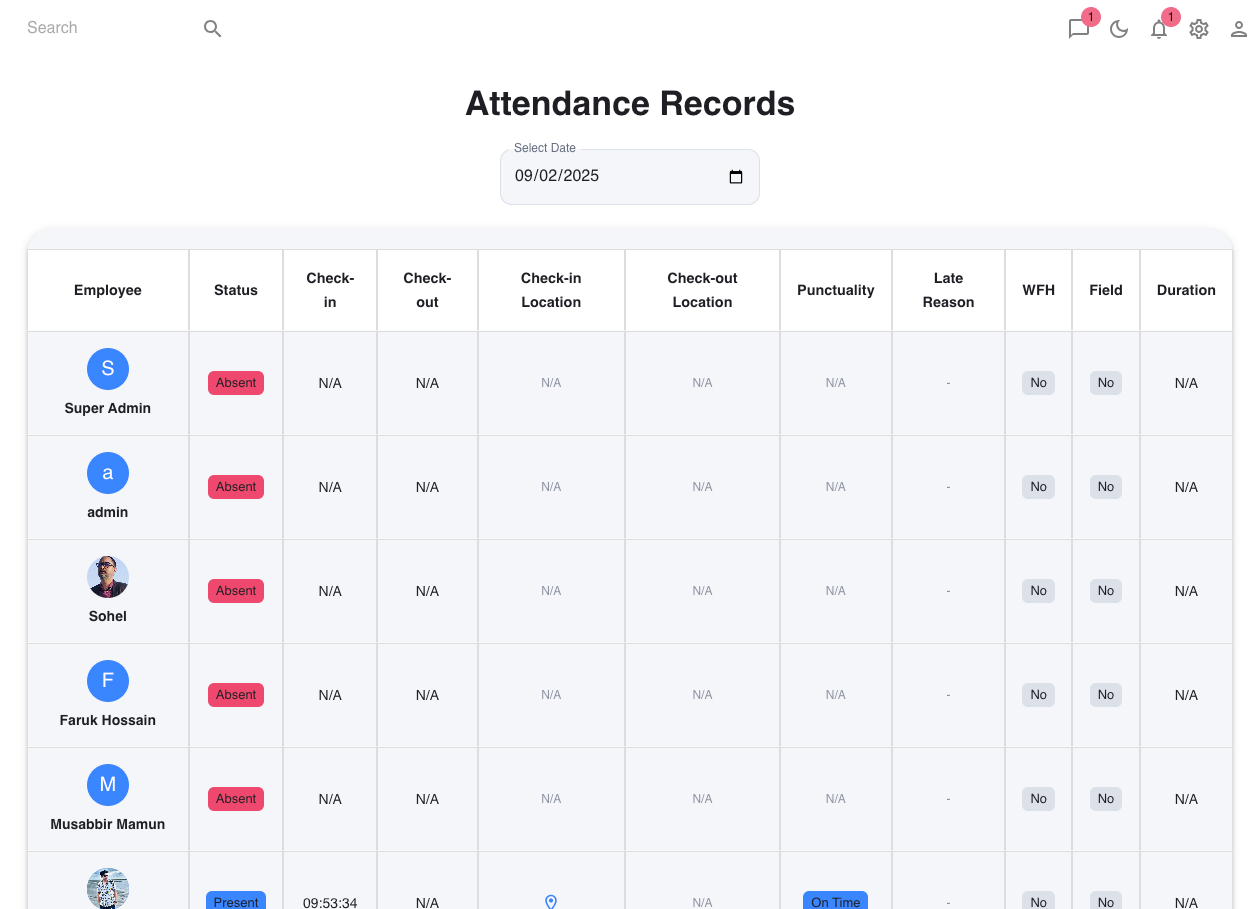 Search
1
1
Attendance Records
Select Date
09/02/2025
Employee Status Check-in Check-out Check-in Location Check-out Location Punctuality Late Reason WFH Field Duration
S
Super Admin Absent N/A N/A N/A N/A N/A - No No N/A
a
admin Absent N/A N/A N/A N/A N/A - No No N/A
Sohel Absent N/A N/A N/A N/A N/A - No No N/A
F
Faruk Hossain Absent N/A N/A N/A N/A N/A - No No N/A
M
Musabbir Mamun Absent N/A N/A N/A N/A N/A - No No N/A
Present 09:53:34 N/A N/A On Time - No No N/A